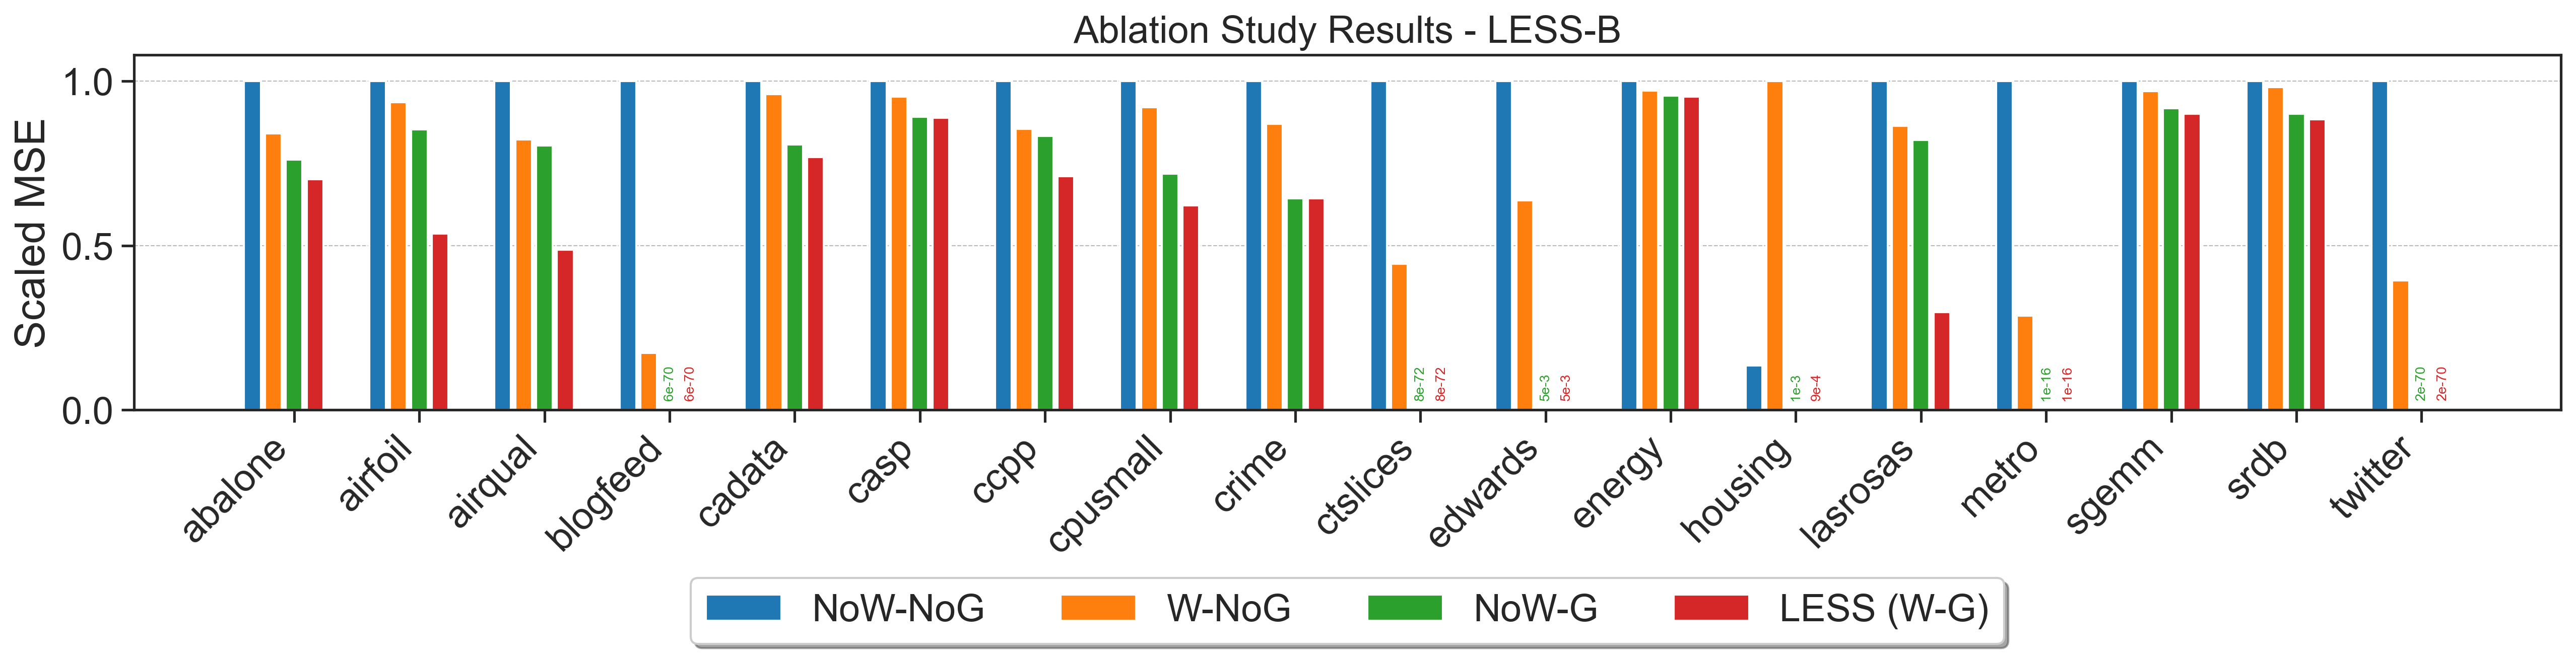 Ablation Study Results - LESS-B
Scaled MSE
1.0
0.5
0.0
6e-70
6e-70
8e-72
8e-72
5e-3
5e-3
1e-3
9e-4
1e-16
1e-16
2e-70
2e-70
abalone
airfoil
airqual
blogfeed
cadata
casp
ccpp
cpusmall
crime
ctslices
edwards
energy
housing
lasrosas
metro
sgemm
srdb
twitter
NoW-NoG W-NoG NoW-G LESS (W-G)